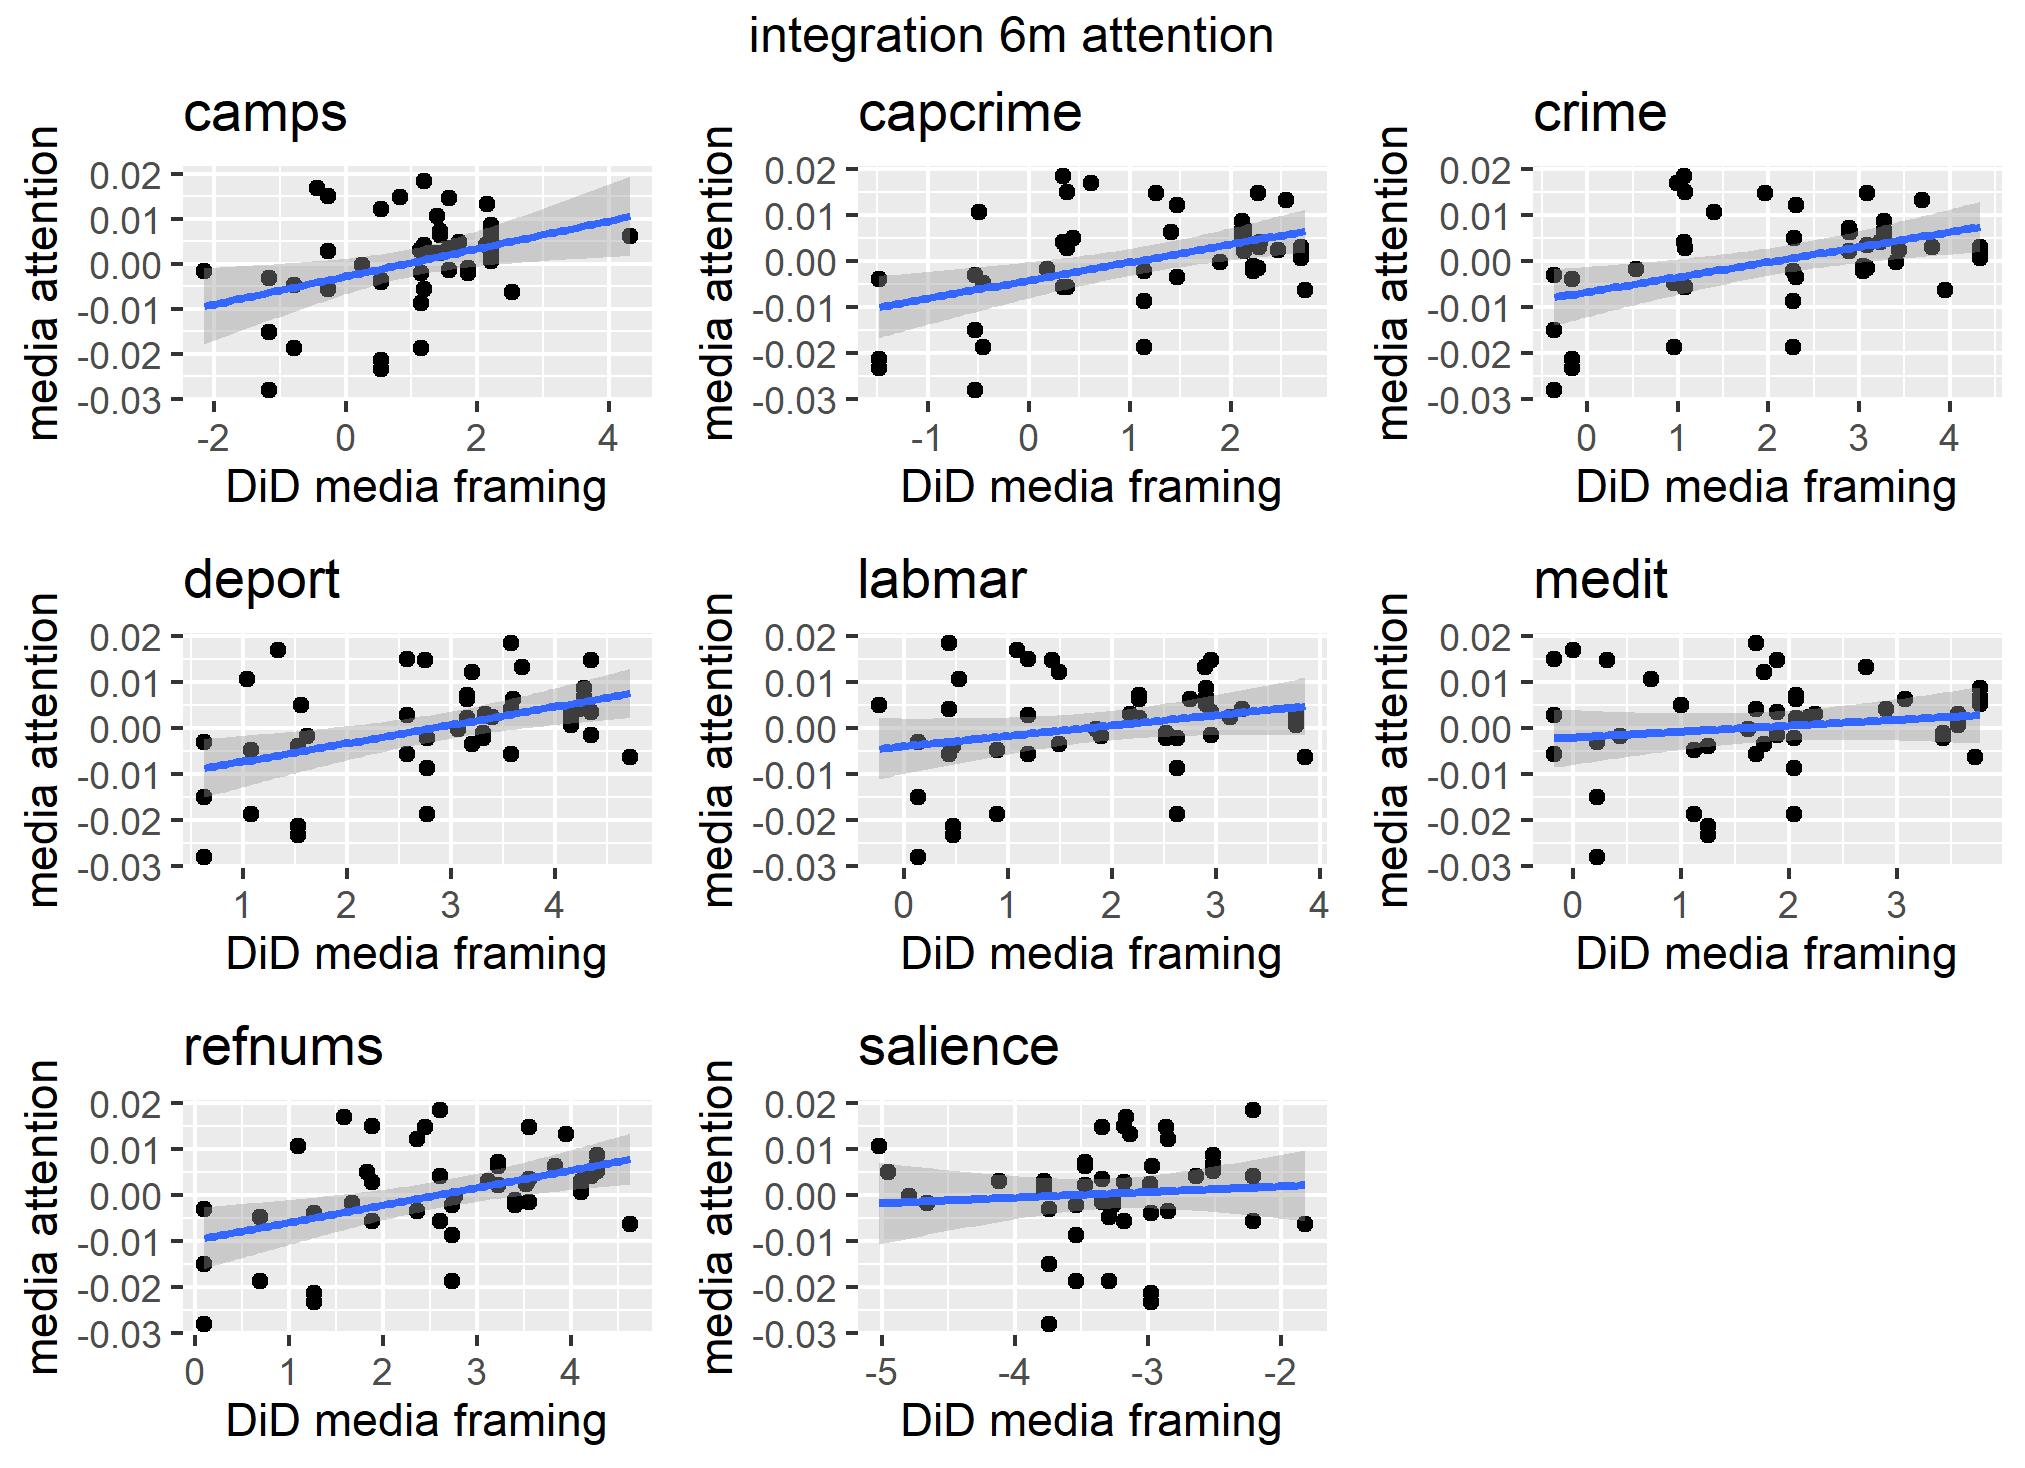 integration 6m attention
camps
capcrime
crime
media attention
0.02
0.01
0.00
-0.01
-0.02
-0.03
-2 0 2 4
DiD media framing
media attention
0.02
0.01
0.00
-0.01
-0.02
-0.03
-1 0 1 2
DiD media framing
media attention
0.02
0.01
0.00
-0.01
-0.02
-0.03
0 1 2 3 4
DiD media framing
deport
labmar
medit
media attention
0.02
0.01
0.00
-0.01
-0.02
-0.03
1 2 3 4
DiD media framing
media attention
0.02
0.01
0.00
-0.01
-0.02
-0.03
0 1 2 3 4
DiD media framing
media attention
0.02
0.01
0.00
-0.01
-0.02
-0.03
0 1 2 3
DiD media framing
refnums
salience
media attention
0.02
0.01
0.00
-0.01
-0.02
-0.03
0 1 2 3 4
DiD media framing
media attention
0.02
0.01
0.00
-0.01
-0.02
-0.03
-5 -4 -3 -2
DiD media framing